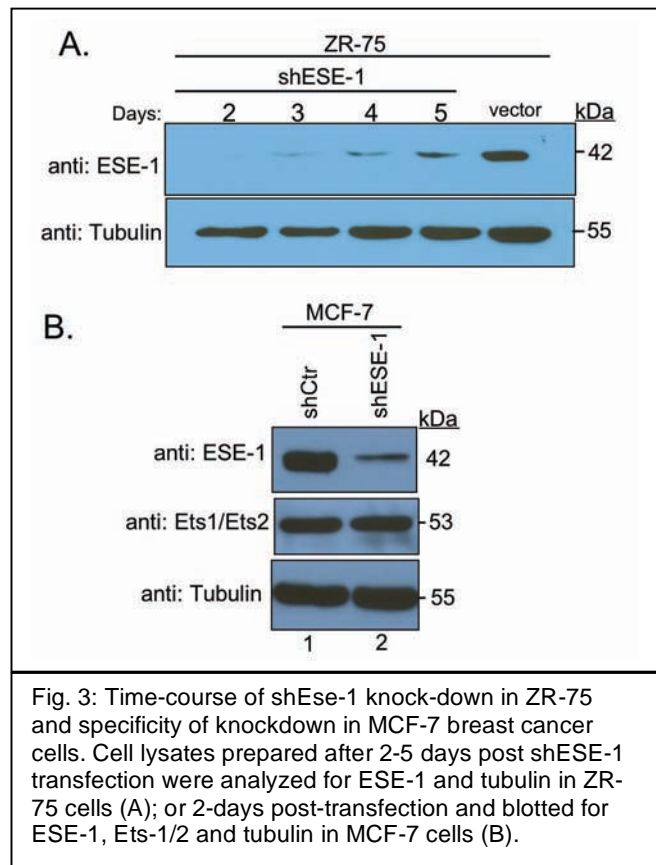 A.
ZR-75
shESE-1
Days: 2 3 4 5 vector kDa
anti: ESE-1 -42
anti: Tubulin -55
B.
MCF-7
shCtr shESE-1
kDa
anti: ESE-1 42
anti: Ets1/Ets2 -53
anti: Tubulin -55
1 2
Fig. 3: Time-course of shEse-1 knock-down in ZR-75
and specificity of knockdown in MCF-7 breast cancer
cells. Cell lysates prepared after 2-5 days post shESE-1
transfection were analyzed for ESE-1 and tubulin in ZR-
75 cells (A); or 2-days post-transfection and blotted for
ESE-1, Ets-1/2 and tubulin in MCF-7 cells (B).